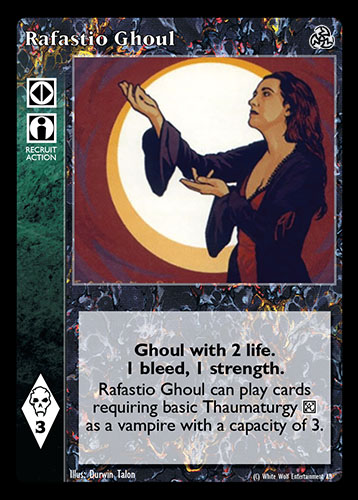 Rafastio Ghoul
RECRUIT
ACTION
Ghoul with 2 life.
1 bleed, 1 strength.
Rafastio Ghoul can play cards
requiring basic Thaumaturgy
as a vampire with a capacity of 3.
3
Illus: Durwin Talon
(C) White Wolf Entertainment AB